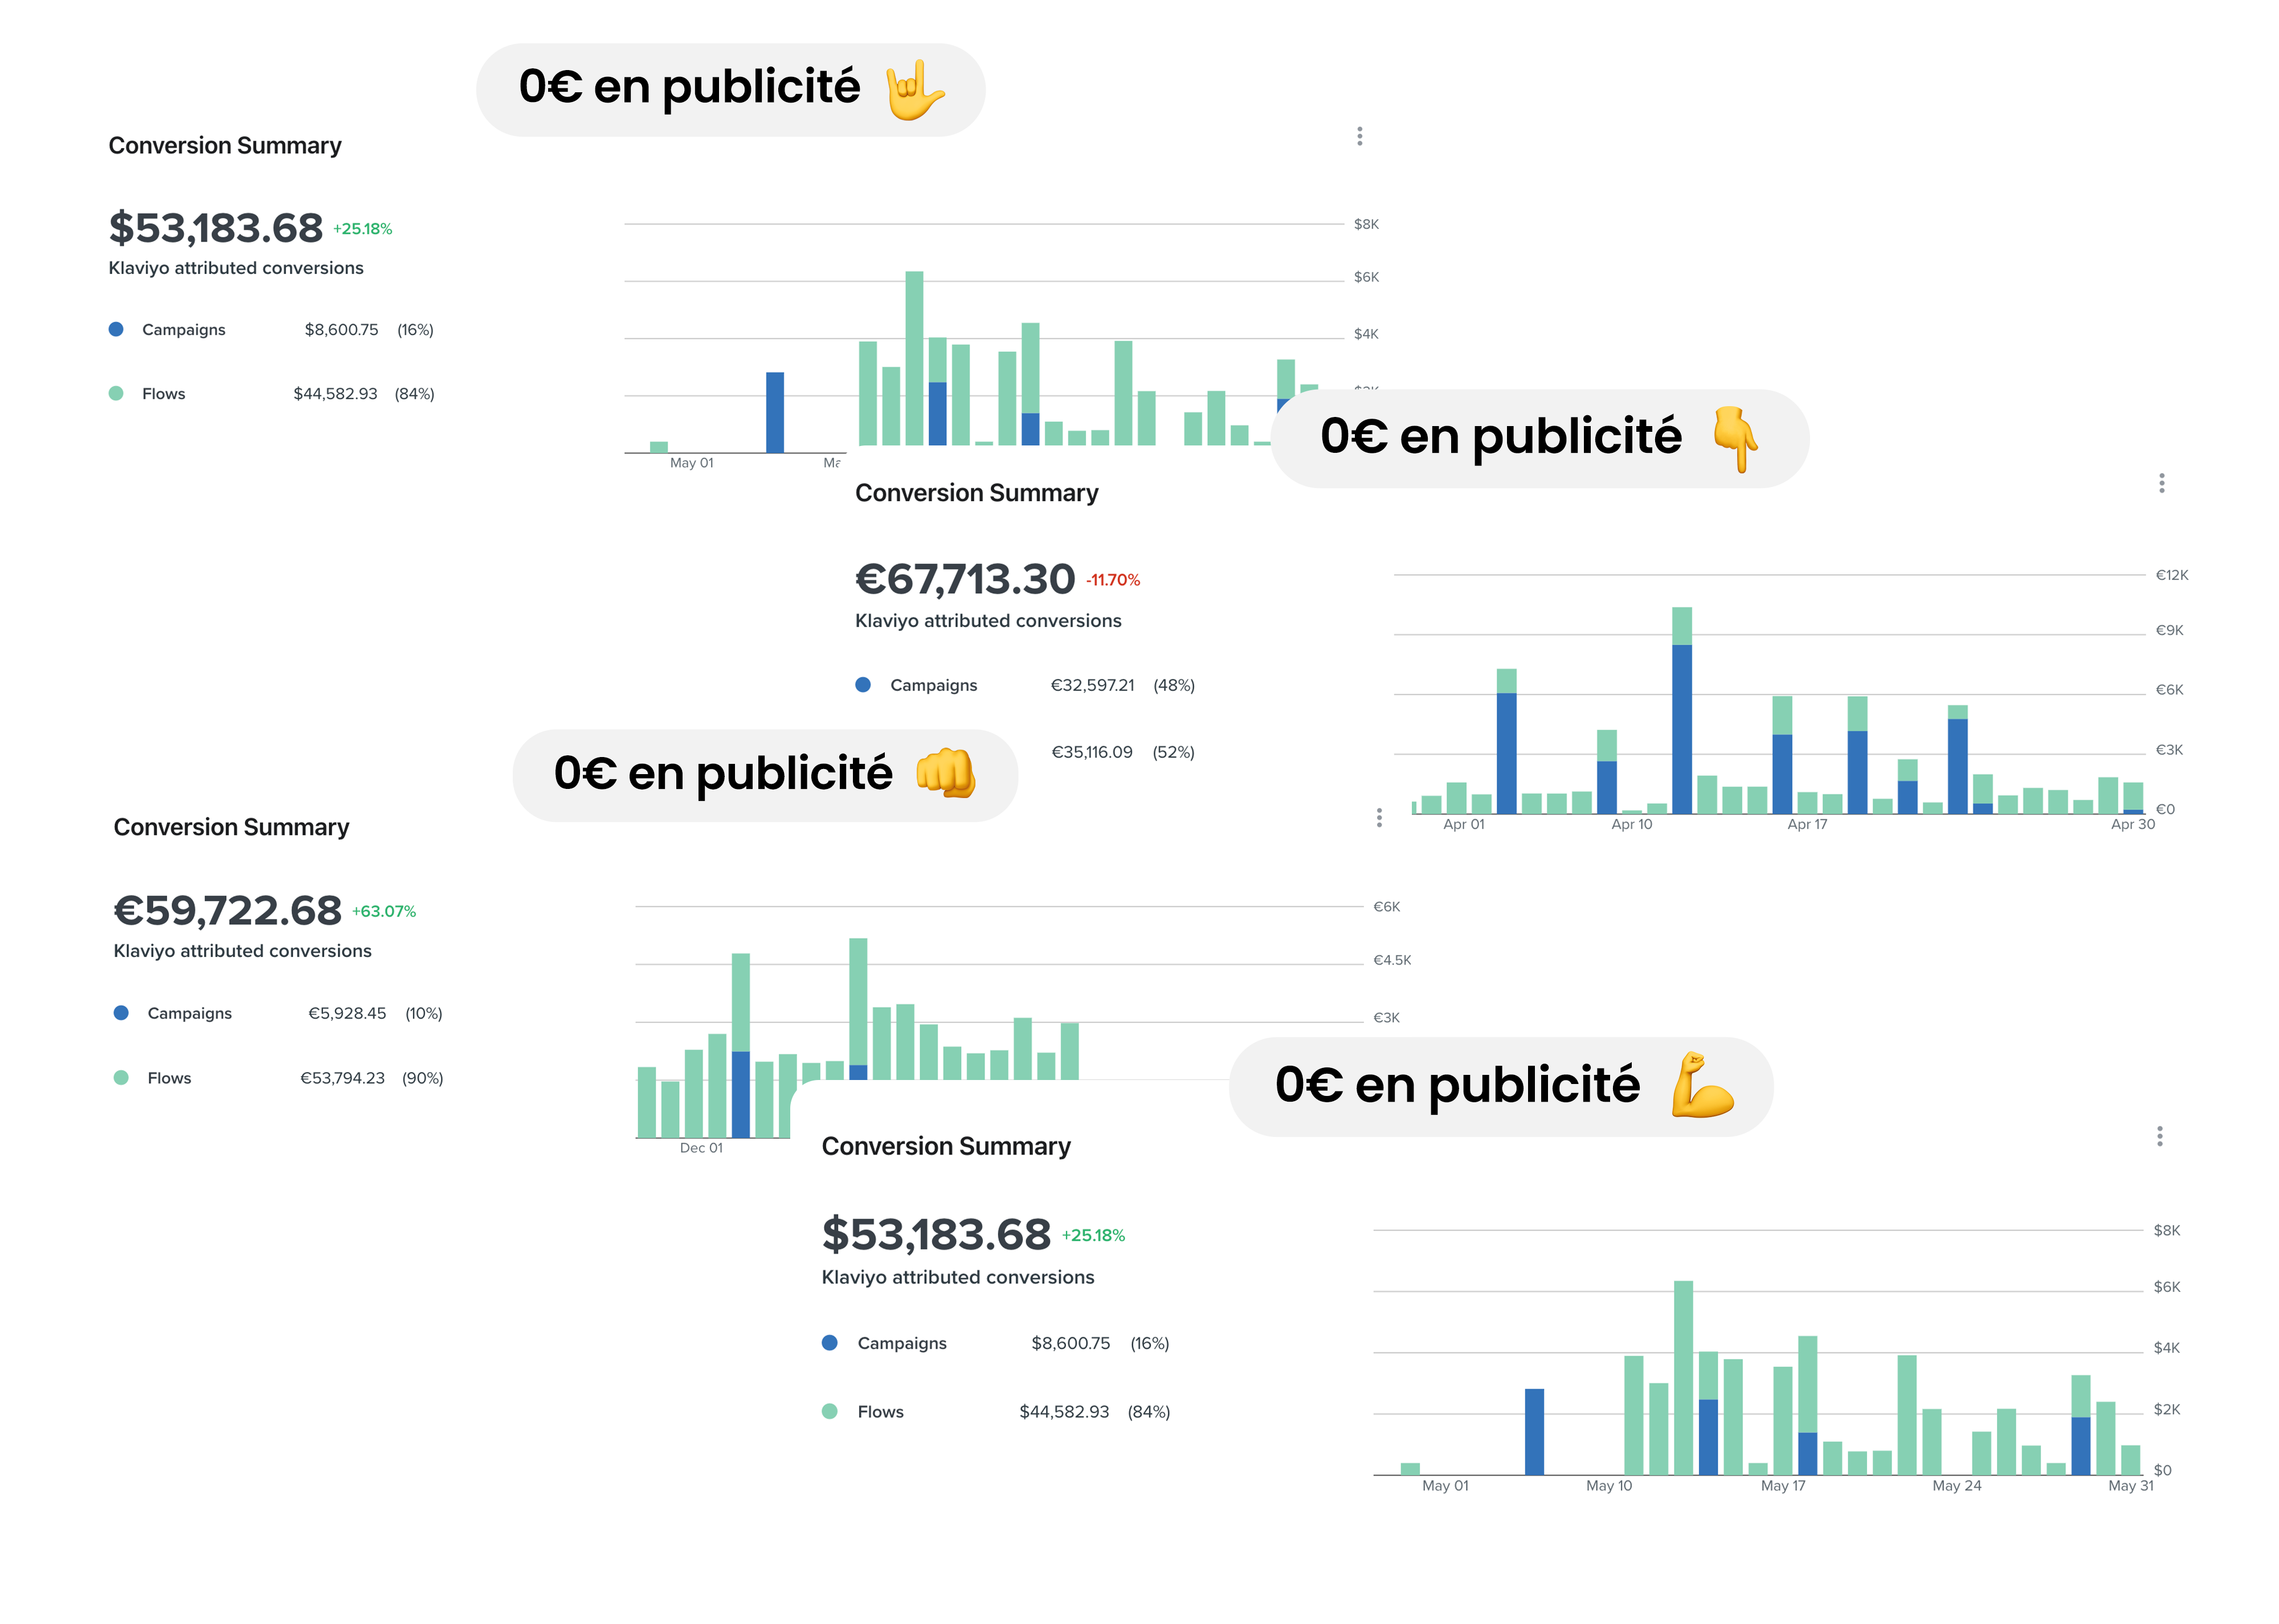 0€ en publicité
Conversion Summary
$53,183.68 +25.18%
Klaviyo attributed conversions
Campaigns $8,600.75 (16%)
Flows $44,582.93 (84%)
$8K
$6K
$4K
May 01
0€ en publicité
Conversion Summary
€67,713.30 -11.70%
Klaviyo attributed conversions
Campaigns €32,597.21 (48%)
€35,116.09 (52%)
€12K
€9K
€6K
€3K
€0
Apr 01 Apr 10 Apr 17 Apr 30
0€ en publicité
Conversion Summary
€59,722.68 +63.07%
Klaviyo attributed conversions
Campaigns €5,928.45 (10%)
Flows €53,794.23 (90%)
€6K
€4.5K
€3K
Dec 01
0€ en publicité
Conversion Summary
$53,183.68 +25.18%
Klaviyo attributed conversions
Campaigns $8,600.75 (16%)
Flows $44,582.93 (84%)
$8K
$6K
$4K
$2K
$0
May 01 May 10 May 17 May 24 May 31